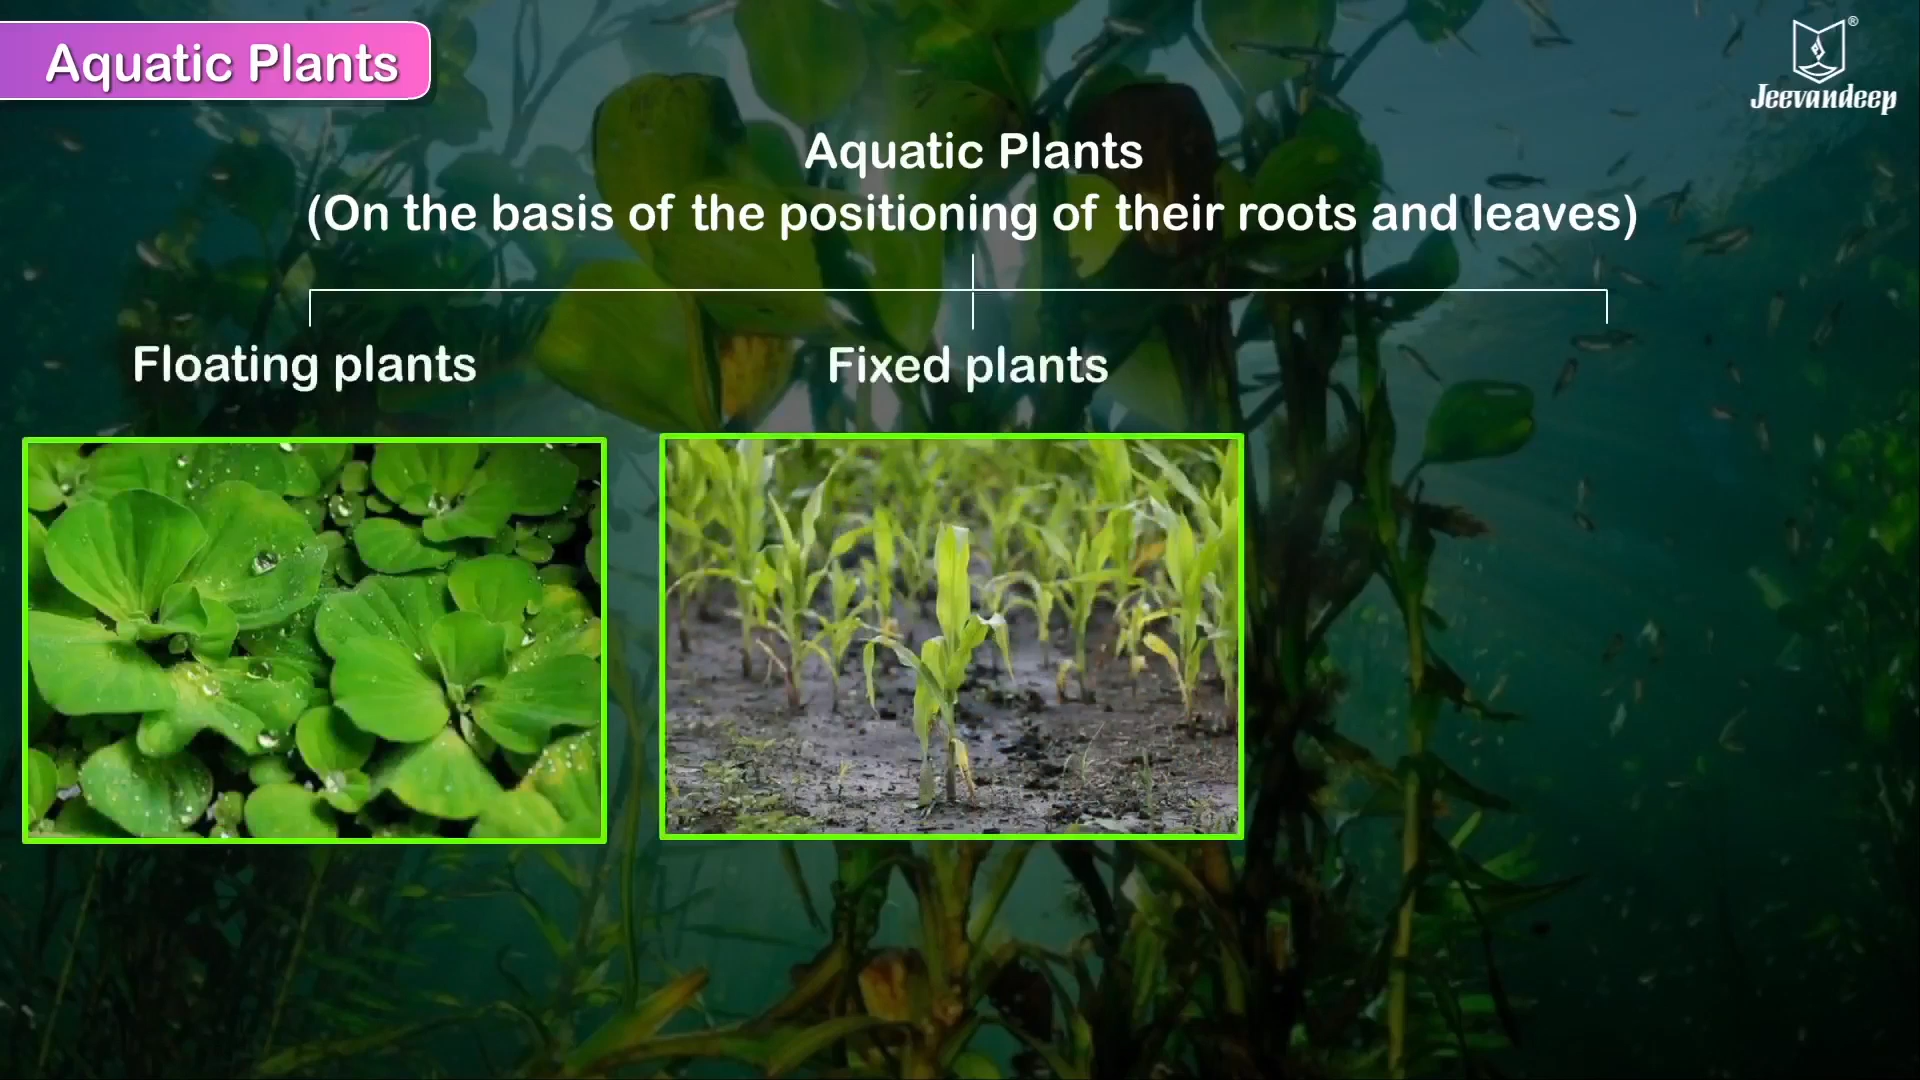 Aquatic Plants
®
Jeevandeep
Aquatic Plants
(On the basis of the positioning of their roots and leaves)
Floating plants
Fixed plants